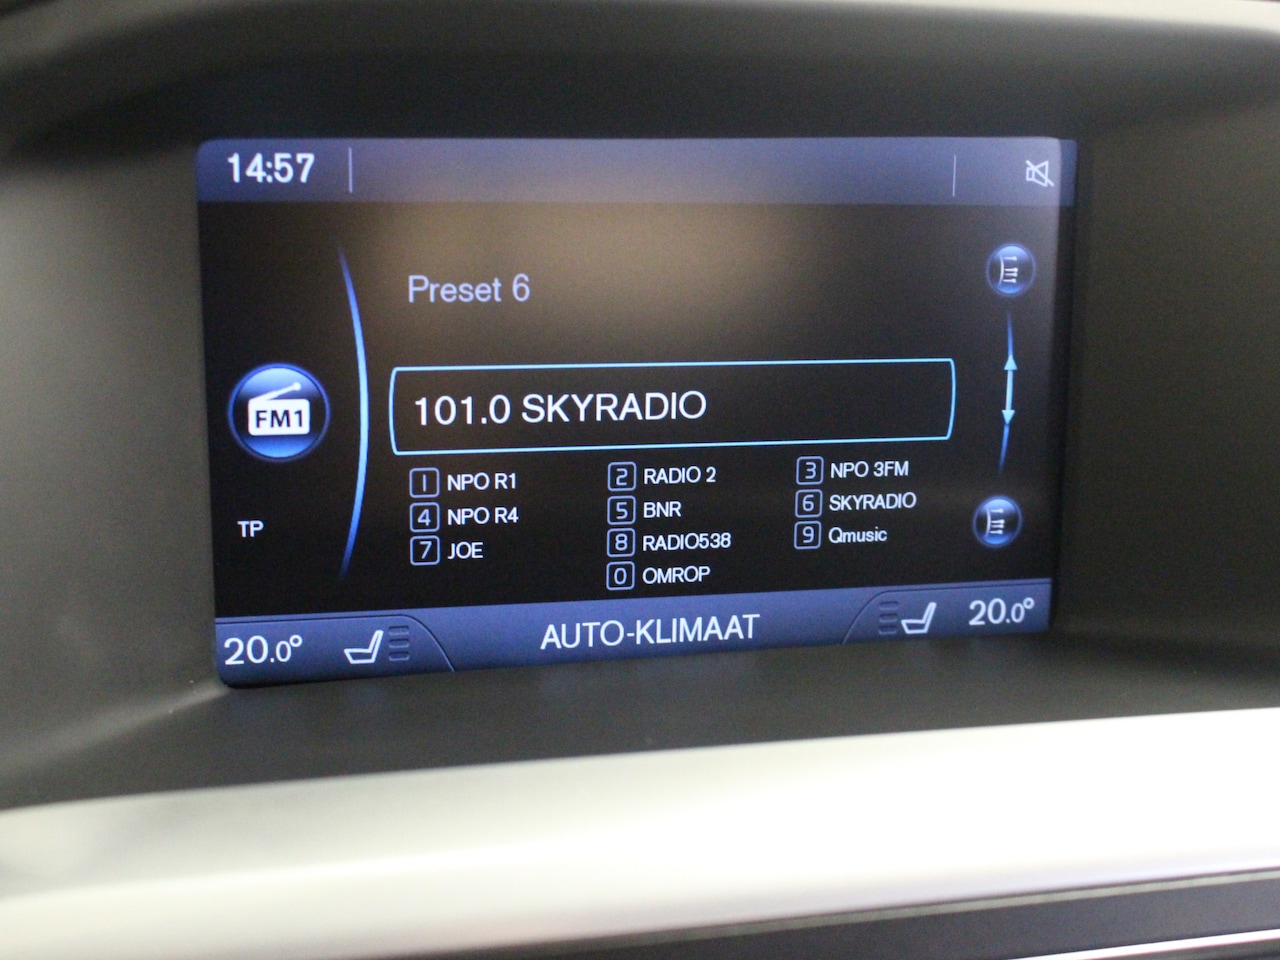 14:57
Preset 6
FM1
101.0 SKYRADIO
1 NPO R1 2 RADIO 2 3 NPO 3FM
4 NPO R4 5 BNR 6 SKYRADIO
7 JOE 8 RADIO538 9 Qmusic
0 OMROP
TP
20.0° AUTO-KLIMAAT 20.0°